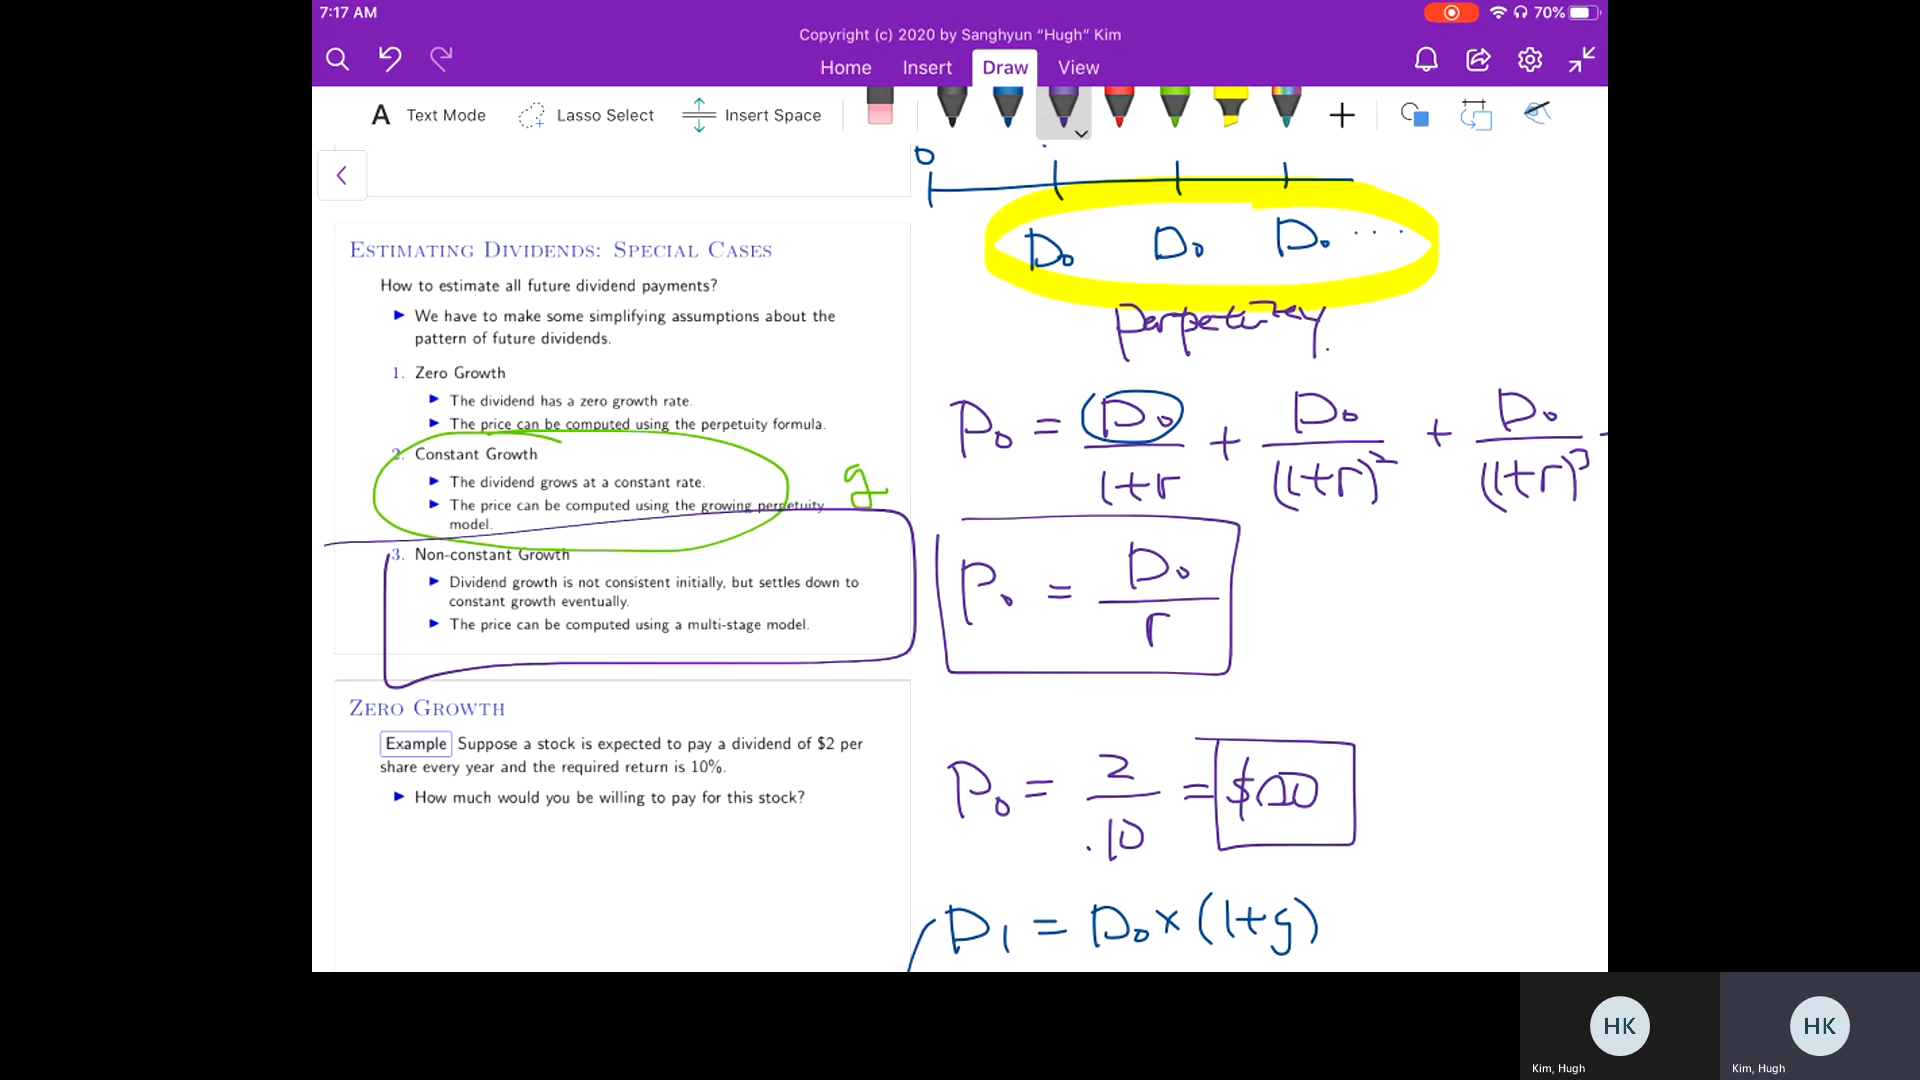 7:17 AM
70%
Copyright (c) 2020 by Sanghyun “Hugh” Kim
Home Insert Draw View
A Text Mode Lasso Select Insert Space
0
D₀ D₀ D₀ ...
ESTIMATING DIVIDENDS: SPECIAL CASES
How to estimate all future dividend payments?
▶ We have to make some simplifying assumptions about the
pattern of future dividends.
1. Zero Growth
▶ The dividend has a zero growth rate.
▶ The price can be computed using the perpetuity formula.
2. Constant Growth
▶ The dividend grows at a constant rate.
▶ The price can be computed using the growing perpetuity
model.
g
3. Non-constant Growth
▶ Dividend growth is not consistent initially, but settles down to
constant growth eventually.
▶ The price can be computed using a multi-stage model.
P₀ = D₀/(1+r) + D₀/(1+r)² + D₀/(1+r)³
P₀ = D₀/r
ZERO GROWTH
Example Suppose a stock is expected to pay a dividend of $2 per
share every year and the required return is 10%.
▶ How much would you be willing to pay for this stock?
P₀ = 2/.10 = $20
D₁ = D₀ × (1+g)
HK HK
Kim, Hugh Kim, Hugh